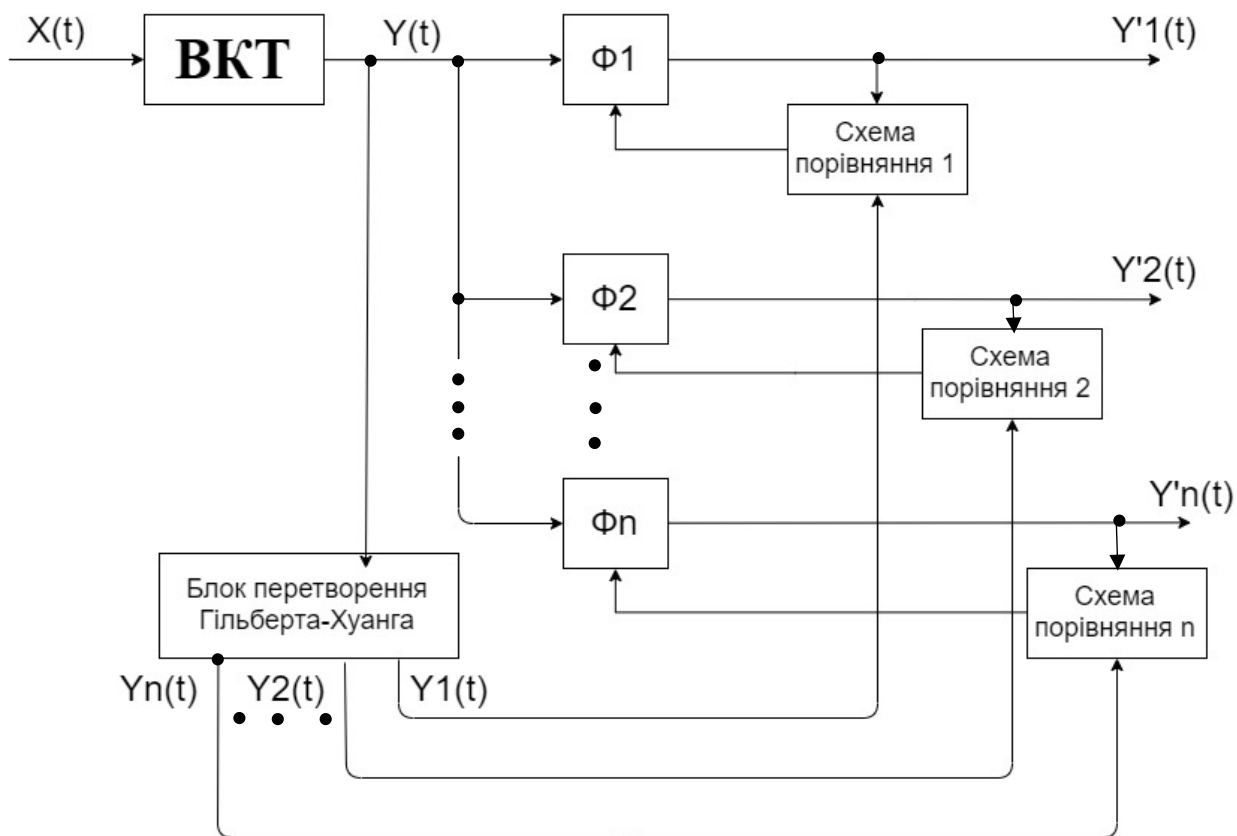 X(t)
ВКТ
Y(t)
Ф1
Y'1(t)
Схема
порівняння 1
Ф2
Y'2(t)
Схема
порівняння 2
Фn
Y'n(t)
Схема
порівняння n
Блок перетворення
Гільберта-Хуанга
Yn(t)
Y2(t)
Y1(t)